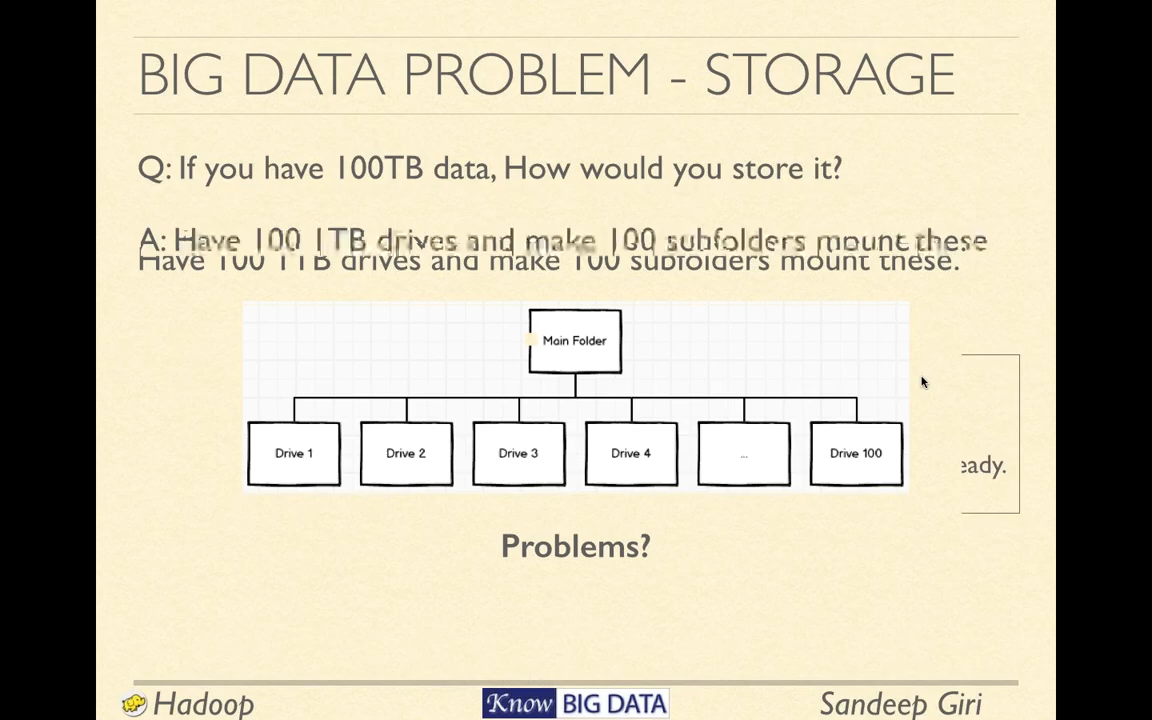 BIG DATA PROBLEM - STORAGE
Q: If you have 100TB data, How would you store it?
A: Have 100 1TB drives and make 100 subfolders mount these
Have 100 1TB drives and make 100 subfolders mount these.
Main Folder
Drive 1 Drive 2 Drive 3 Drive 4 ... Drive 100
eady.
Problems?
Hadoop Know BIG DATA Sandeep Giri